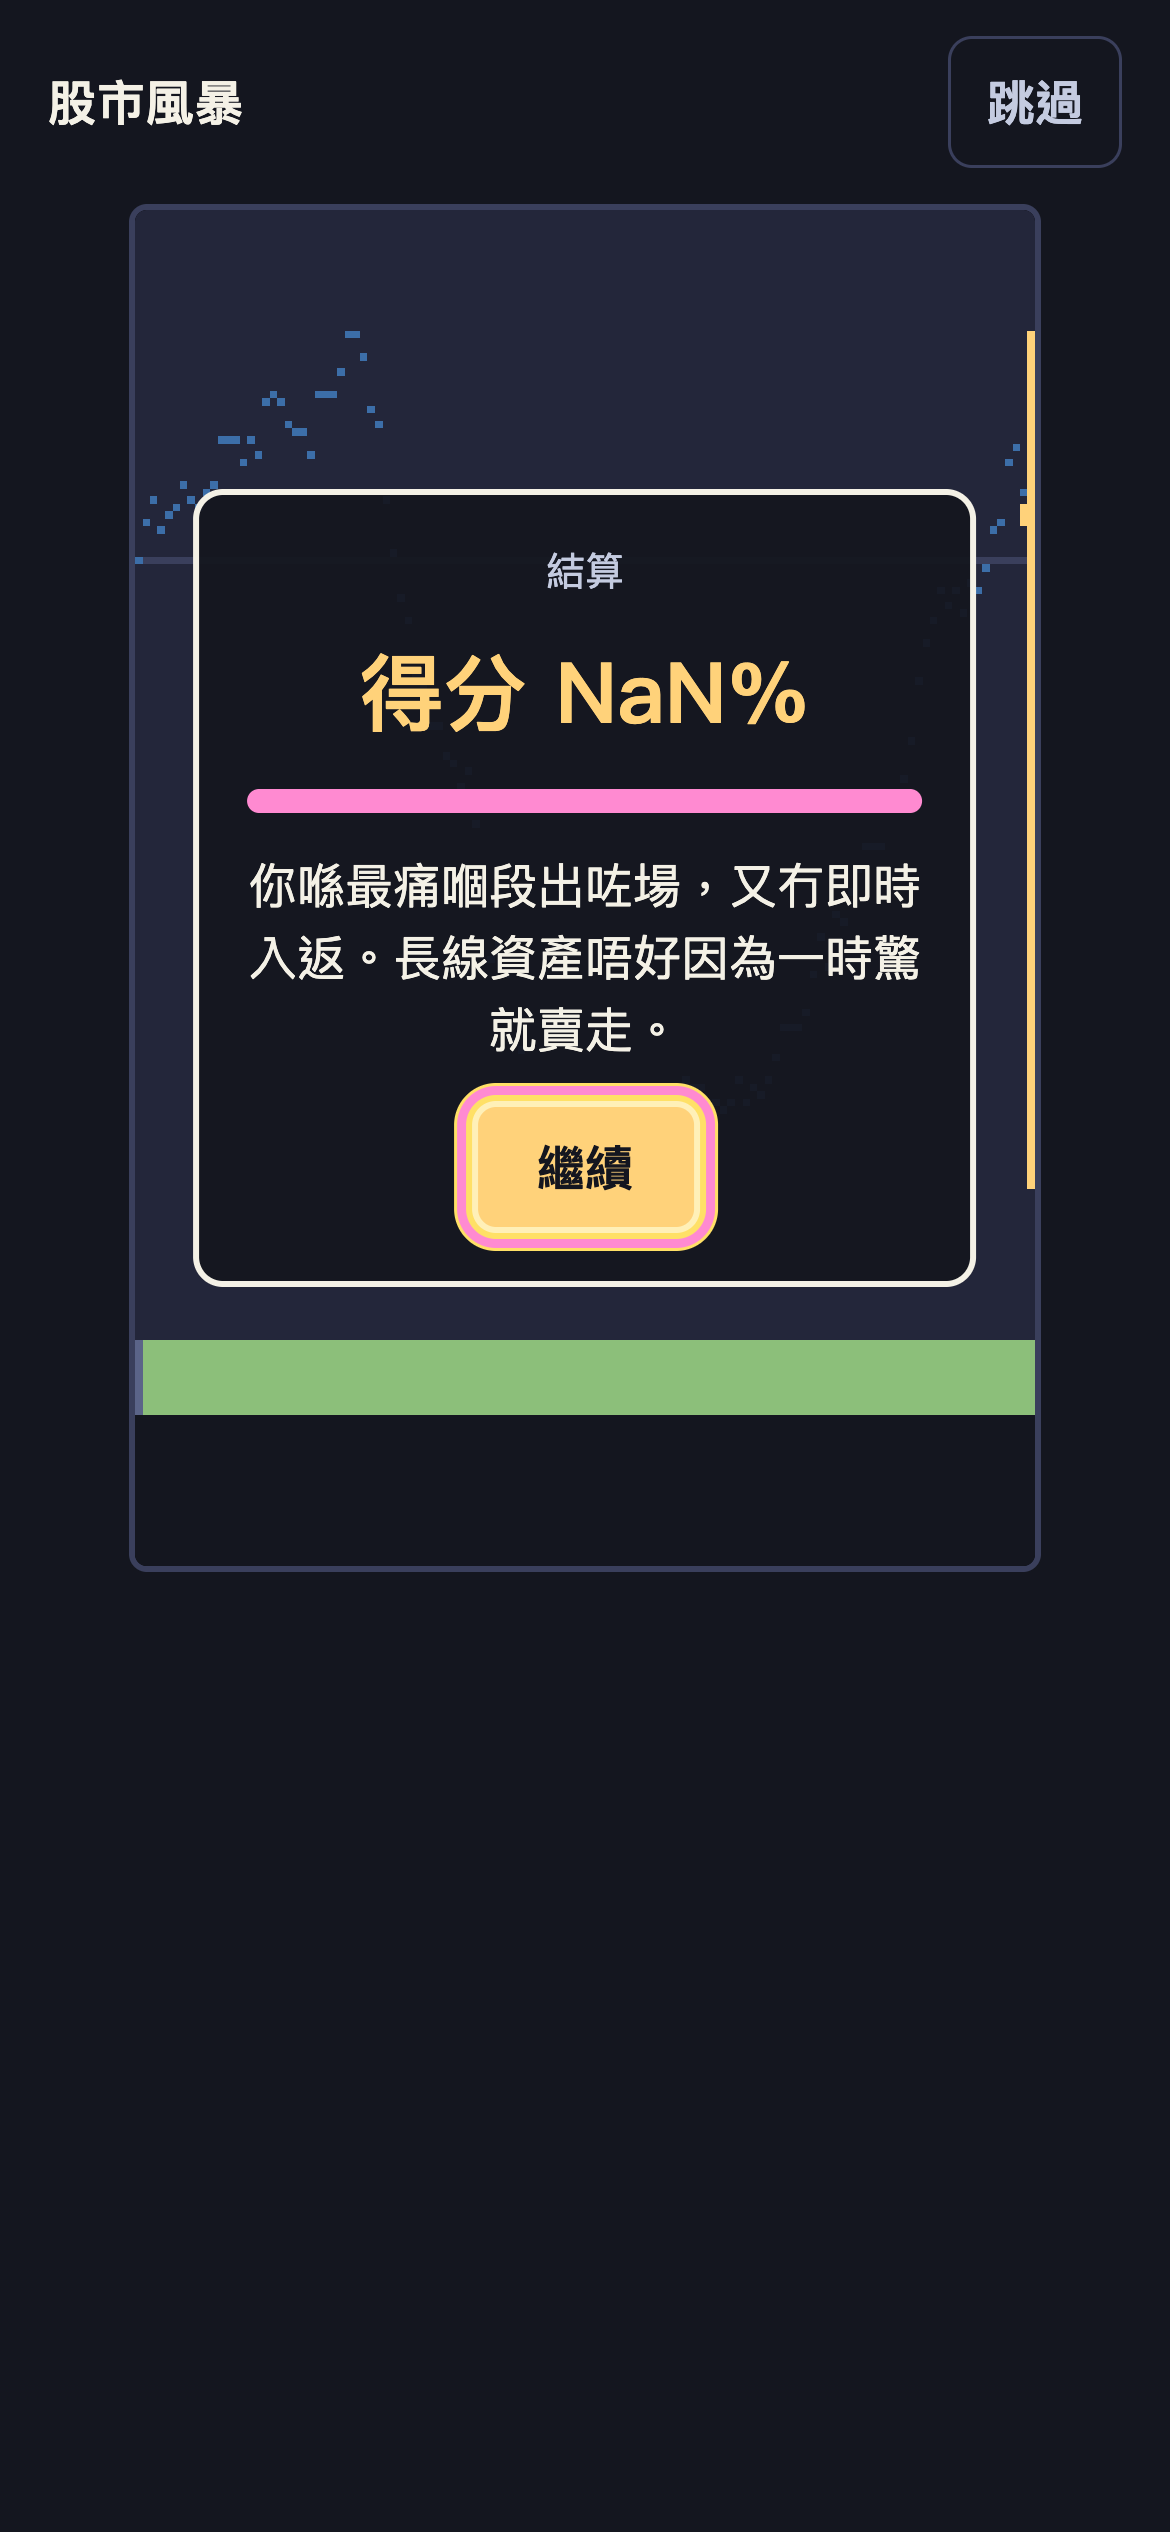 股市風暴
跳過
結算
得分 NaN%
你喺最痛嗰段出咗場，又冇即時
入返。長線資產唔好因為一時驚
就賣走。
繼續